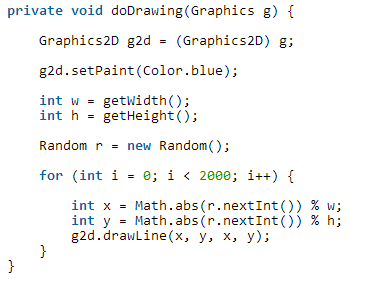 private void doDrawing(Graphics g) {
Graphics2D g2d = (Graphics2D) g;
g2d.setPaint(Color.blue);
int w = getWidth();
int h = getHeight();
Random r = new Random();
for (int i = 0; i < 2000; i++) {
int x = Math.abs(r.nextInt()) % w;
int y = Math.abs(r.nextInt()) % h;
g2d.drawLine(x, y, x, y);
}
}